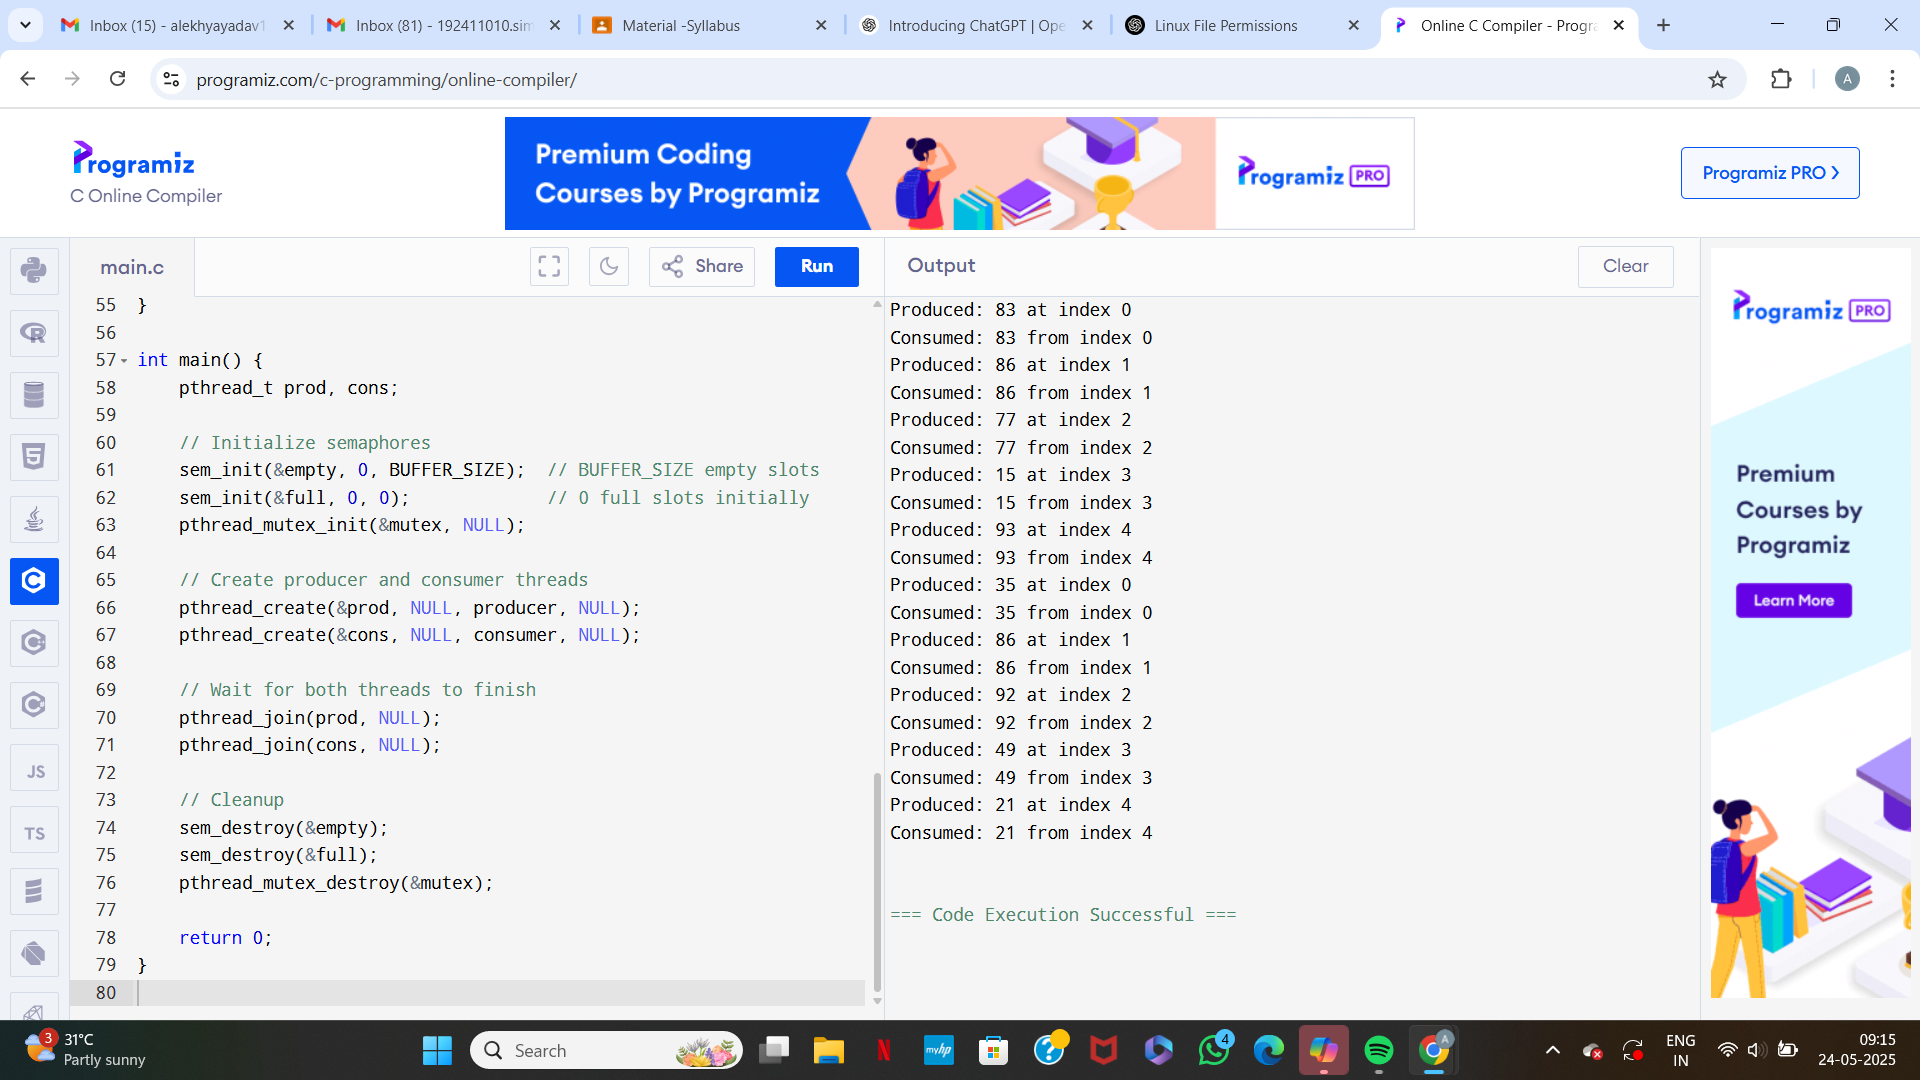 Inbox (15) - alekhyayadav1
Inbox (81) - 192411010.sim
Material -Syllabus
Introducing ChatGPT | Ope
Linux File Permissions
Online C Compiler - Progra
programiz.com/c-programming/online-compiler/
A
Programiz
C Online Compiler
Premium Coding
Courses by Programiz
Programiz PRO
Programiz PRO ›
main.c
Share
Run
Output
Clear
55 }
56
57 int main() {
58 pthread_t prod, cons;
59
60 // Initialize semaphores
61 sem_init(&empty, 0, BUFFER_SIZE); // BUFFER_SIZE empty slots
62 sem_init(&full, 0, 0); // 0 full slots initially
63 pthread_mutex_init(&mutex, NULL);
64
65 // Create producer and consumer threads
66 pthread_create(&prod, NULL, producer, NULL);
67 pthread_create(&cons, NULL, consumer, NULL);
68
69 // Wait for both threads to finish
70 pthread_join(prod, NULL);
71 pthread_join(cons, NULL);
72
73 // Cleanup
74 sem_destroy(&empty);
75 sem_destroy(&full);
76 pthread_mutex_destroy(&mutex);
77
78 return 0;
79 }
80
Produced: 83 at index 0
Consumed: 83 from index 0
Produced: 86 at index 1
Consumed: 86 from index 1
Produced: 77 at index 2
Consumed: 77 from index 2
Produced: 15 at index 3
Consumed: 15 from index 3
Produced: 93 at index 4
Consumed: 93 from index 4
Produced: 35 at index 0
Consumed: 35 from index 0
Produced: 86 at index 1
Consumed: 86 from index 1
Produced: 92 at index 2
Consumed: 92 from index 2
Produced: 49 at index 3
Consumed: 49 from index 3
Produced: 21 at index 4
Consumed: 21 from index 4
=== Code Execution Successful ===
Programiz PRO
Premium
Courses by
Programiz
Learn More
JS
TS
3
31°C
Partly sunny
Search
myhp
4
A
ENG
IN
09:15
24-05-2025